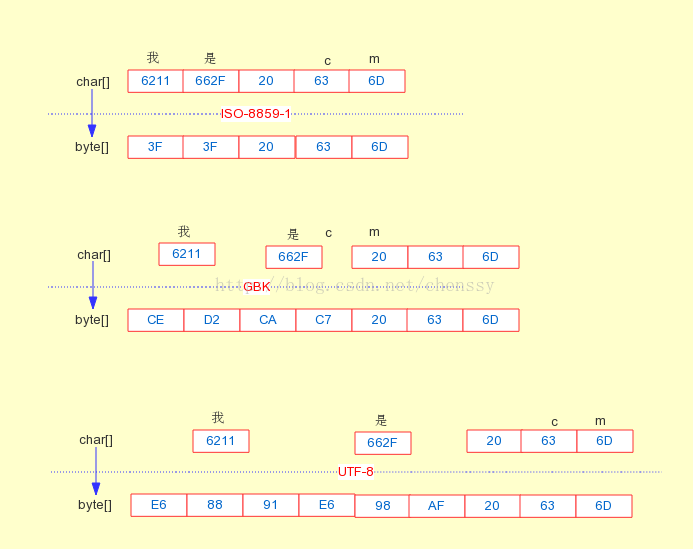 我 是 c m
char[] 6211 662F 20 63 6D
ISO-8859-1
byte[] 3F 3F 20 63 6D
我 是 c m
char[] 6211 662F 20 63 6D
http://blog.csdn.net/chenssy
GBK
byte[] CE D2 CA C7 20 63 6D
我 是 c m
char[] 6211 662F 20 63 6D
UTF-8
byte[] E6 88 91 E6 98 AF 20 63 6D